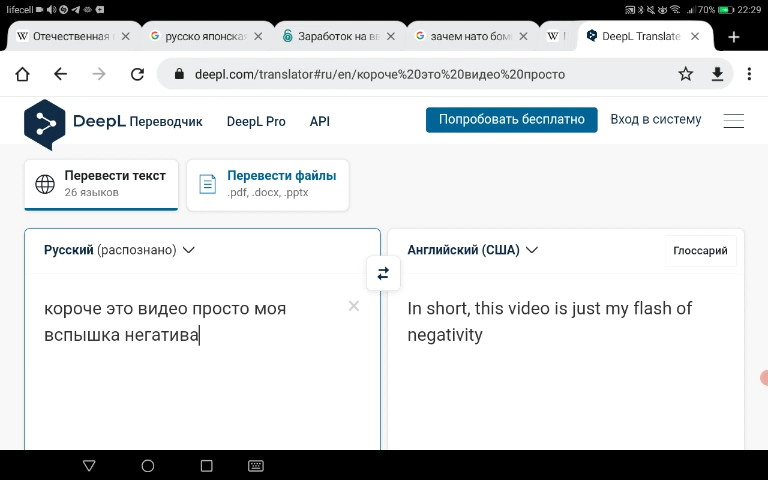 lifecell
70% 22:29
Отечественная
русско японска
Заработок на вв
зачем нато бом
DeepL Translate
deepl.com/translator#ru/en/короче%20это%20видео%20просто
DeepL Переводчик
DeepL Pro
API
Попробовать бесплатно
Вход в систему
Перевести текст
26 языков
Перевести файлы
.pdf, .docx, .pptx
Русский (распознано)
Английский (США)
Глоссарий
короче это видео просто моя
вспышка негатива
In short, this video is just my flash of
negativity